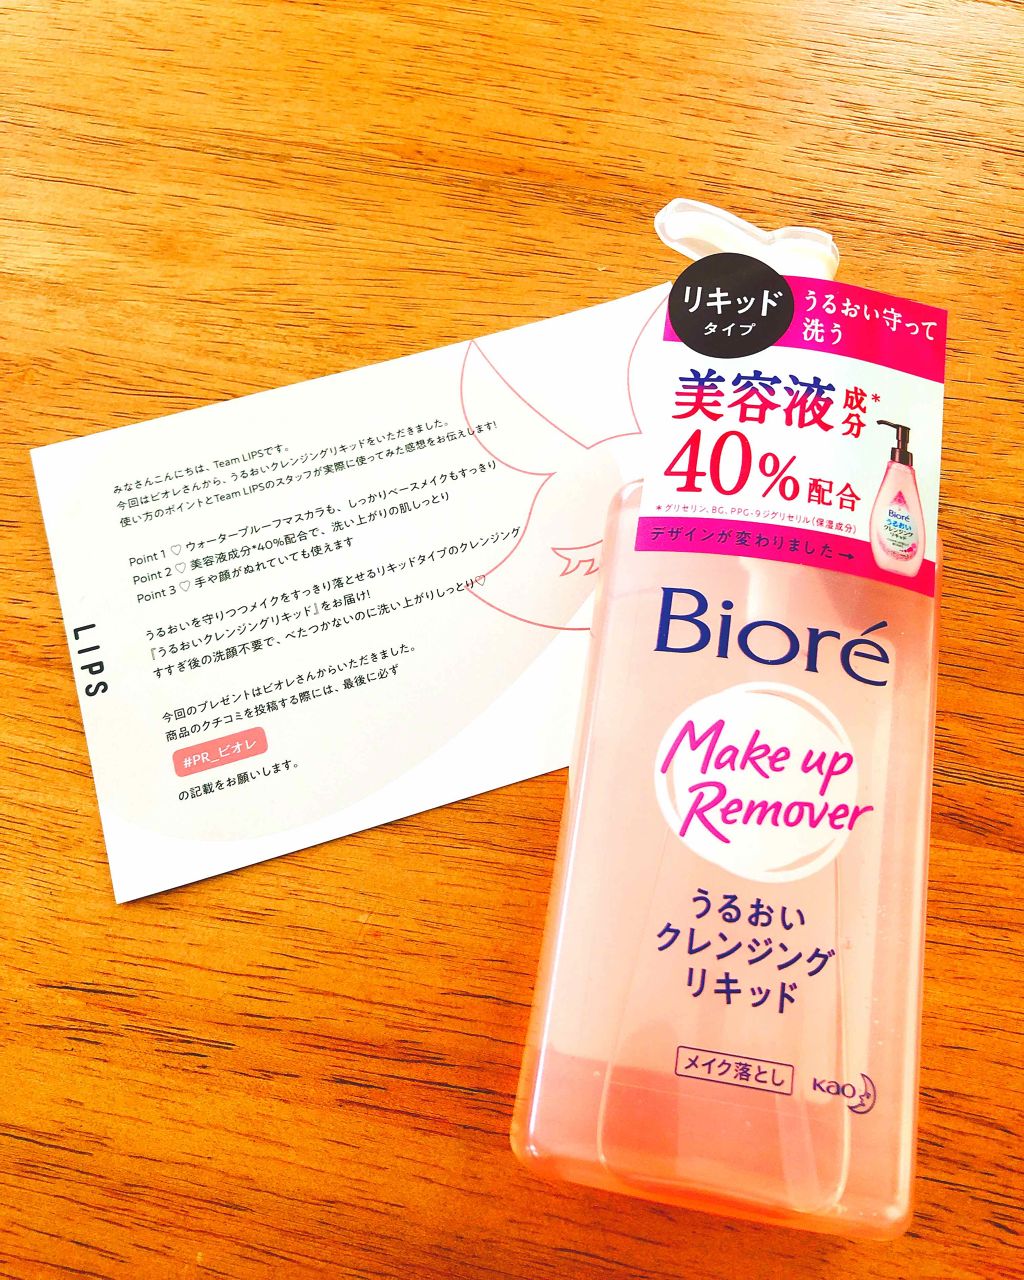 みなさんこんにちは、Team LIPSです。
今回はビオレさんから、うるおいクレンジングリキッドをいただきました。
使い方のポイントとTeam LIPSのスタッフが実際に使ってみた感想をお伝えします!
Point 1 ♡ ウォータープルーフマスカラも、しっかりベースメイクもすっきり
Point 2 ♡ 美容液成分*40%配合で、洗い上がりの肌しっとり
Point 3 ♡ 手や顔がぬれていても使えます
うるおいを守りつつメイクをすっきり落とせるリキッドタイプのクレンジング
『うるおいクレンジングリキッド』をお届け!
すすぎ後の洗顔不要で、べたつかないのに洗い上がりしっとり♡
今回のプレゼントはビオレさんからいただきました。
商品のクチコミを投稿する際には、最後に必ず
#PR_ビオレ
の記載をお願いします。
LIPS
リキッド
タイプ
うるおい守って
洗う
美容液成分*
40%配合
*グリセリン、BG、PPG-9ジグリセリル(保湿成分)
デザインが変わりました→
Bioré
うるおい
クレンジング
リキッド
Bioré
Make up
Remover
うるおい
クレンジング
リキッド
メイク落とし
Kao